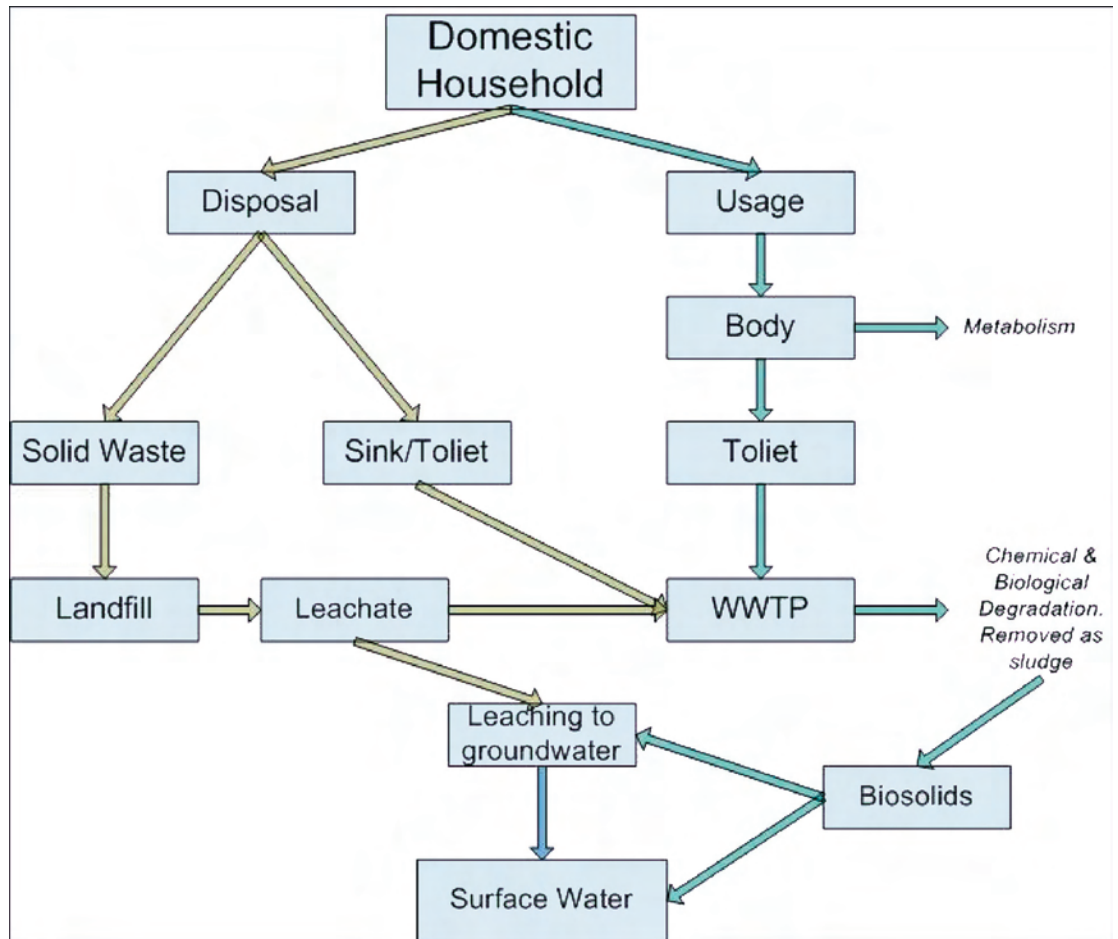 Domestic
Household
Disposal
Usage
Body
Metabolism
Solid Waste
Sink/Toliet
Toliet
Landfill
Leachate
WWTP
Chemical &
Biological
Degradation.
Removed as
sludge
Leaching to
groundwater
Biosolids
Surface Water